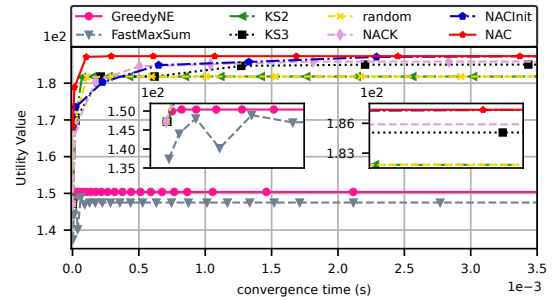 GreedyNE KS2 random NACInit
FastMaxSum KS3 NACK NAC
1e2
1.8
1.7
1.6
1.5
1.4
Utility Value
1e2
1.50
1.45
1.40
1.35
1e2
1.86
1.83
0.0 0.5 1.0 1.5 2.0 2.5 3.0 3.5
convergence time (s)
1e−3